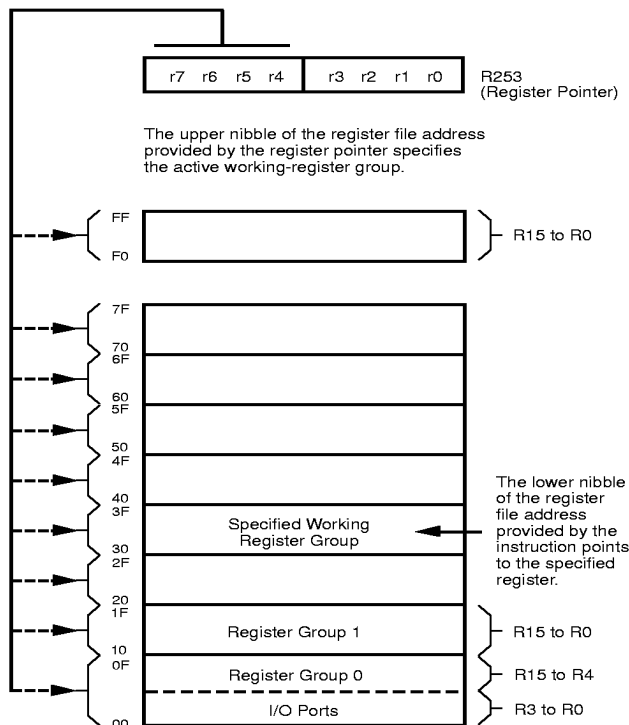 r7 r6 r5 r4 r3 r2 r1 r0
R253
(Register Pointer)
The upper nibble of the register file address
provided by the register pointer specifies
the active working-register group.
FF
R15 to R0
F0
7F
70
6F
60
5F
50
4F
40
3F
Specified Working
Register Group
The lower nibble
of the register
file address
provided by the
instruction points
to the specified
register.
30
2F
20
1F
Register Group 1
R15 to R0
10
0F
Register Group 0
R15 to R4
I/O Ports
R3 to R0
00